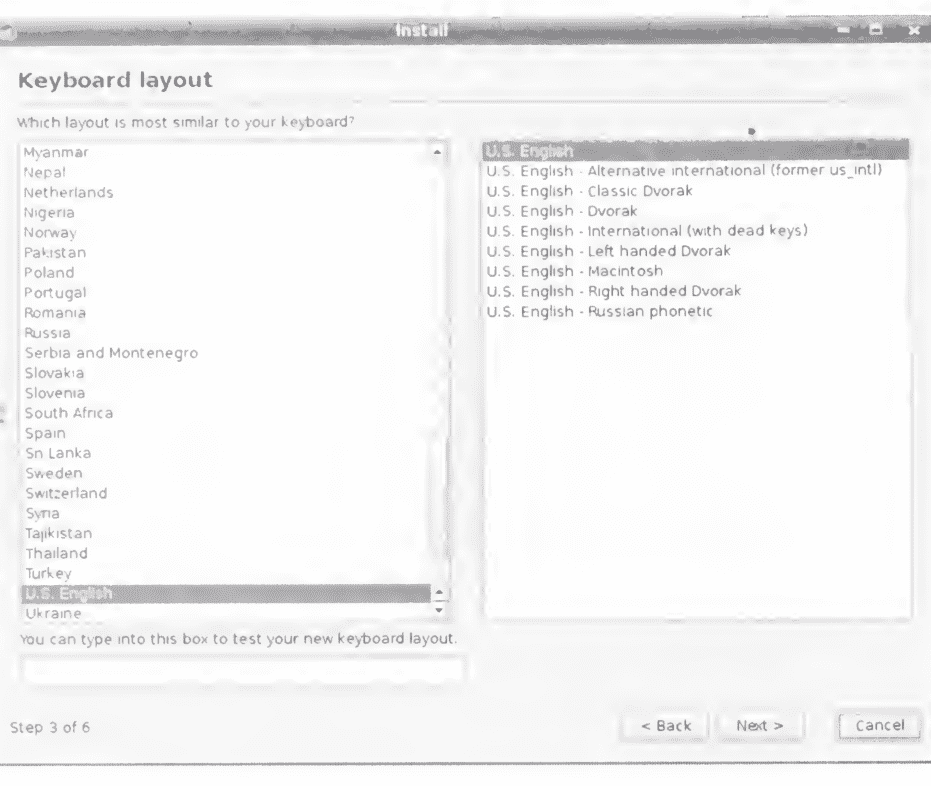 Install
Keyboard layout
Which layout is most similar to your keyboard?
Myanmar
Nepal
Netherlands
Nigeria
Norway
Pakistan
Poland
Portugal
Romania
Russia
Serbia and Montenegro
Slovakia
Slovenia
South Africa
Spain
Sri Lanka
Sweden
Switzerland
Syria
Tajikistan
Thailand
Turkey
U.S. English
Ukraine
U.S. English
U.S. English - Alternative international (former us_intl)
U.S. English - Classic Dvorak
U.S. English - Dvorak
U.S. English - International (with dead keys)
U.S. English - Left handed Dvorak
U.S. English - Macintosh
U.S. English - Right handed Dvorak
U.S. English - Russian phonetic
You can type into this box to test your new keyboard layout.
Step 3 of 6
< Back
Next >
Cancel